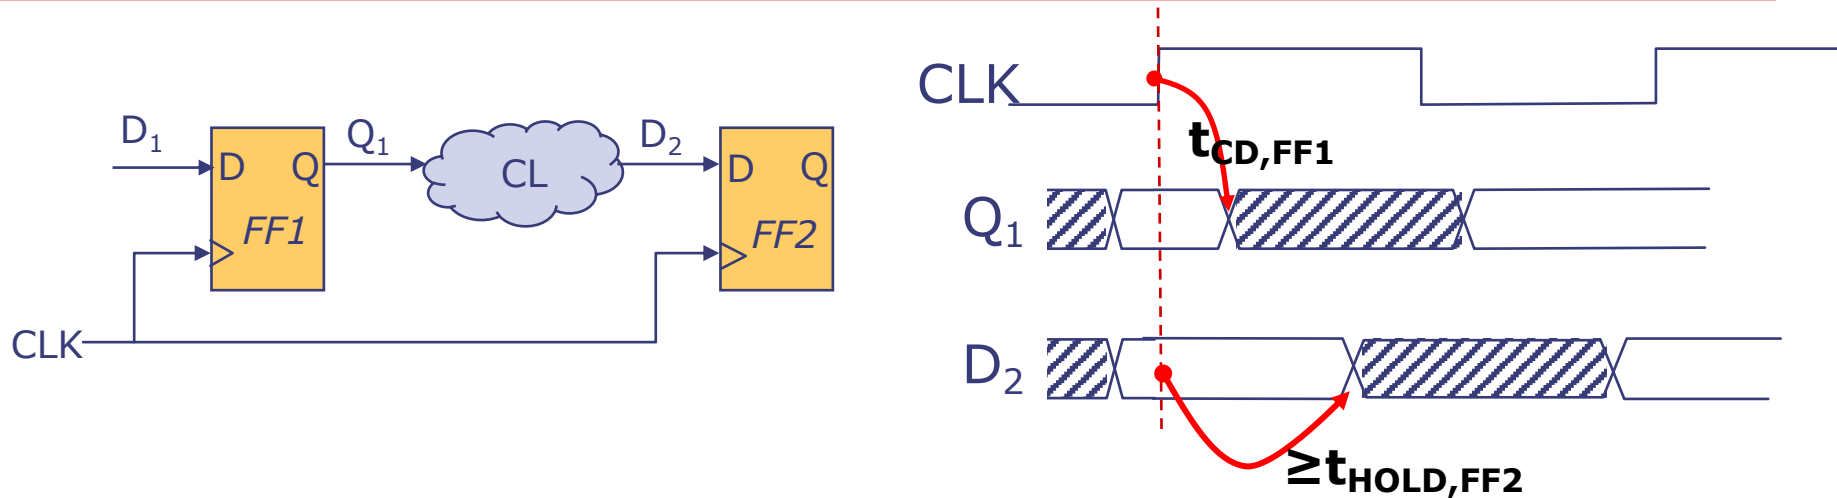 D₁
D Q
FF1
Q₁
CL
D₂
D Q
FF2
CLK
CLK
tCD,FF1
Q₁
D₂
≥tHOLD,FF2